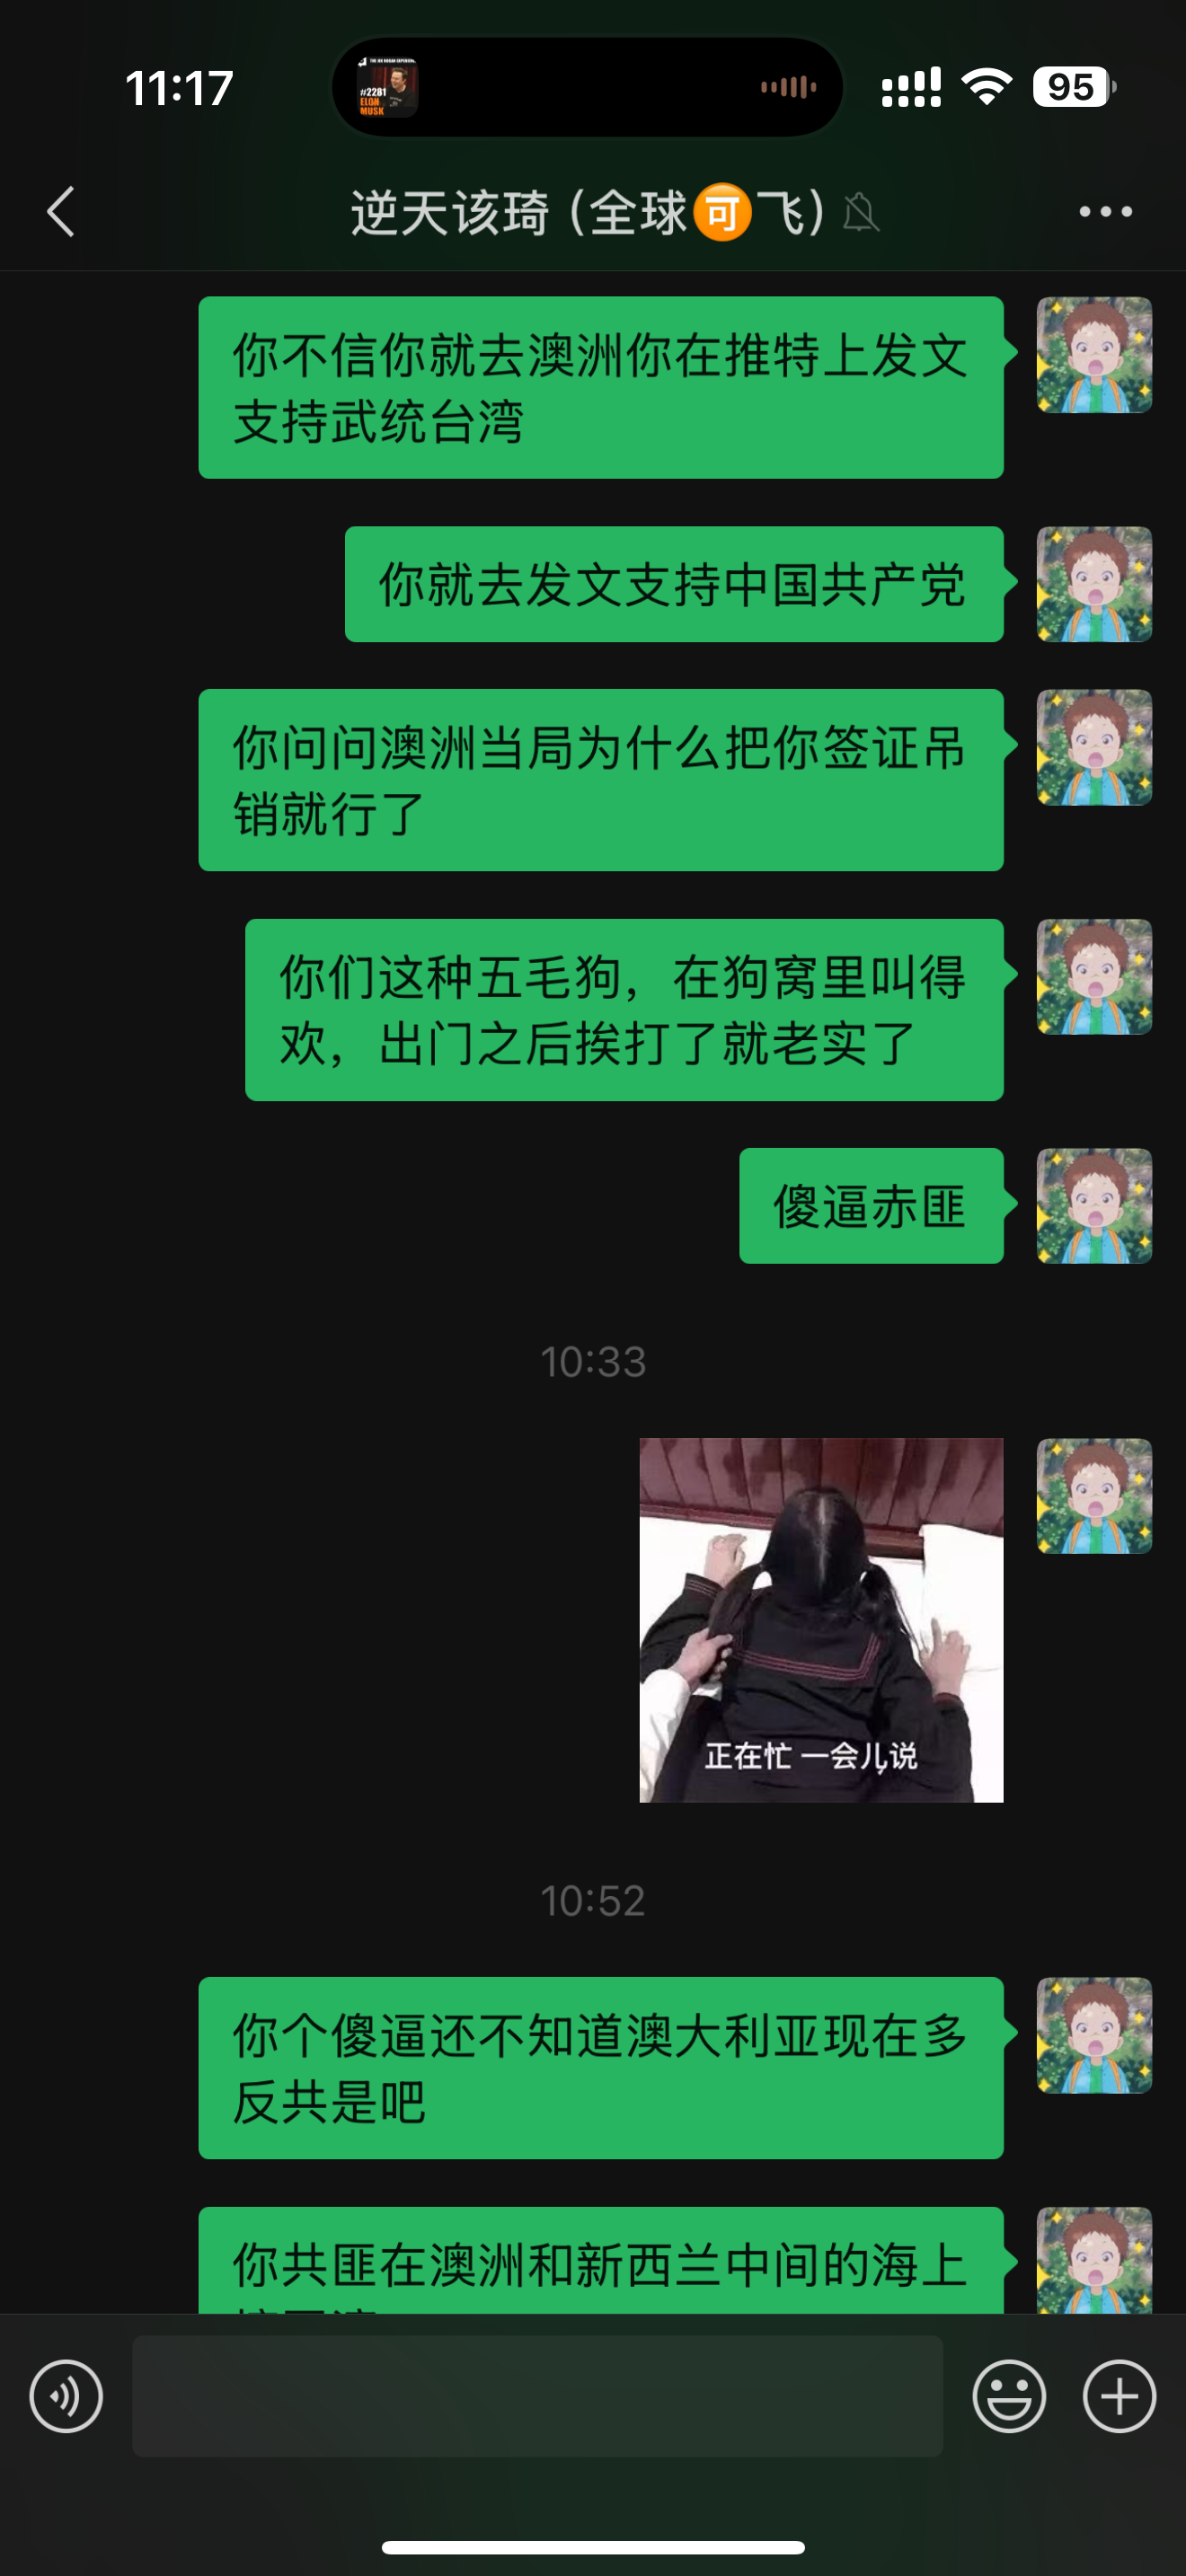 11:17
#2281
ELON
MUSK
95
逆天该琦（全球🉑飞）
你不信你就去澳洲你在推特上发文
支持武统台湾
你就去发文支持中国共产党
你问问澳洲当局为什么把你签证吊
销就行了
你们这种五毛狗，在狗窝里叫得
欢，出门之后挨打了就老实了
傻逼赤匪
10:33
正在忙 一会儿说
10:52
你个傻逼还不知道澳大利亚现在多
反共是吧
你共匪在澳洲和新西兰中间的海上